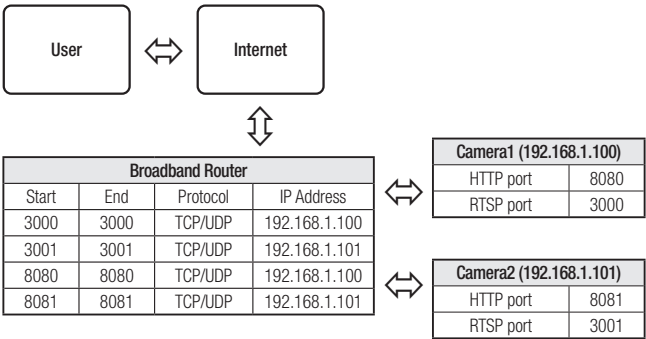 User
Internet
Broadband Router
Start End Protocol IP Address
3000 3000 TCP/UDP 192.168.1.100
3001 3001 TCP/UDP 192.168.1.101
8080 8080 TCP/UDP 192.168.1.100
8081 8081 TCP/UDP 192.168.1.101
Camera1 (192.168.1.100)
HTTP port 8080
RTSP port 3000
Camera2 (192.168.1.101)
HTTP port 8081
RTSP port 3001